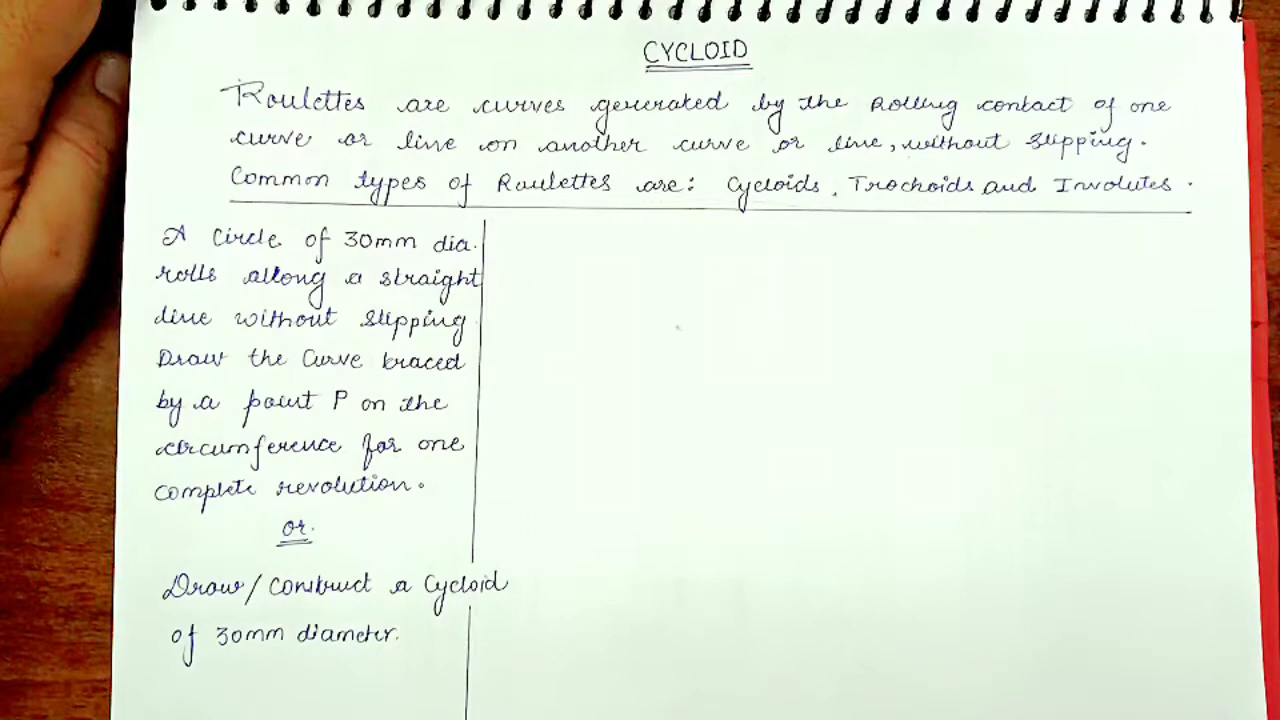 CYCLOID
Roulettes are curves generated by the Rolling contact of one
curve or line on another curve or line, without slipping.
Common types of Roulettes are: Cycloids, Trochoids and Involutes.
A Circle of 30mm dia.
rolls allong a straight
line without slipping
Draw the Curve traced
by a point P on the
circumference for one
complete revolution.
or.
Draw/Construct a Cycloid
of 30mm diameter.